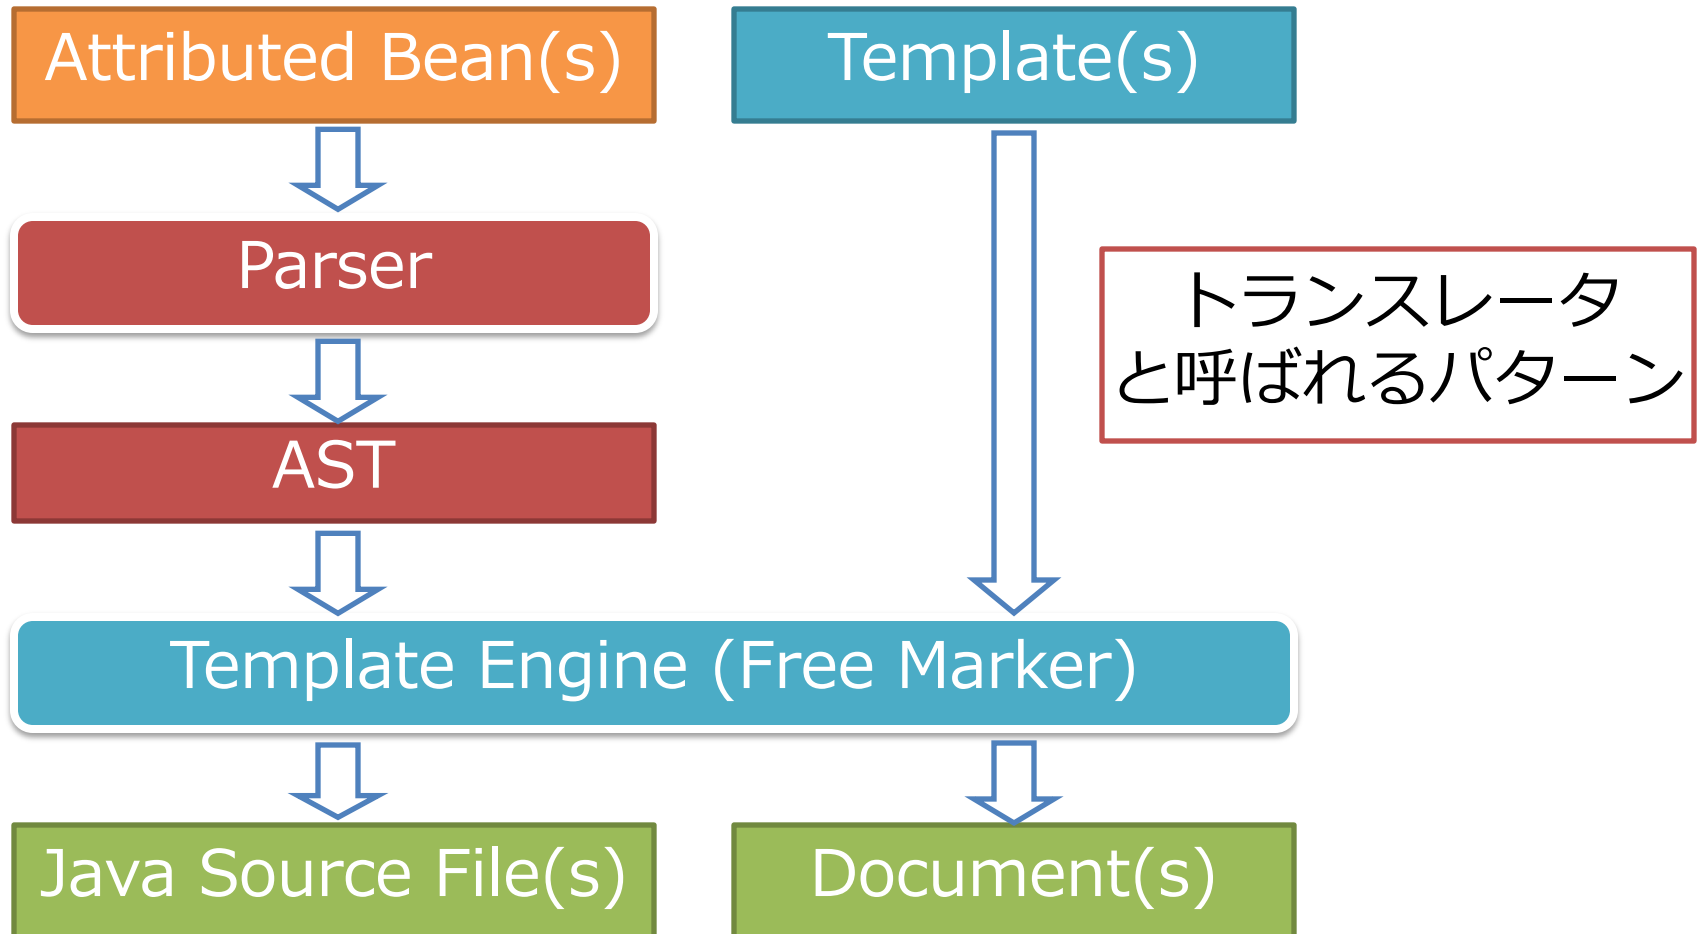 Attributed Bean(s)
Template(s)
Parser
トランスレータ
と呼ばれるパターン
AST
Template Engine (Free Marker)
Java Source File(s)
Document(s)